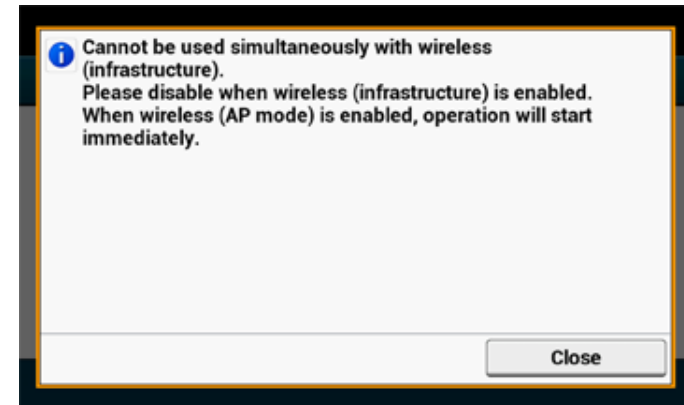 Cannot be used simultaneously with wireless
(infrastructure).
Please disable when wireless (infrastructure) is enabled.
When wireless (AP mode) is enabled, operation will start
immediately.
Close